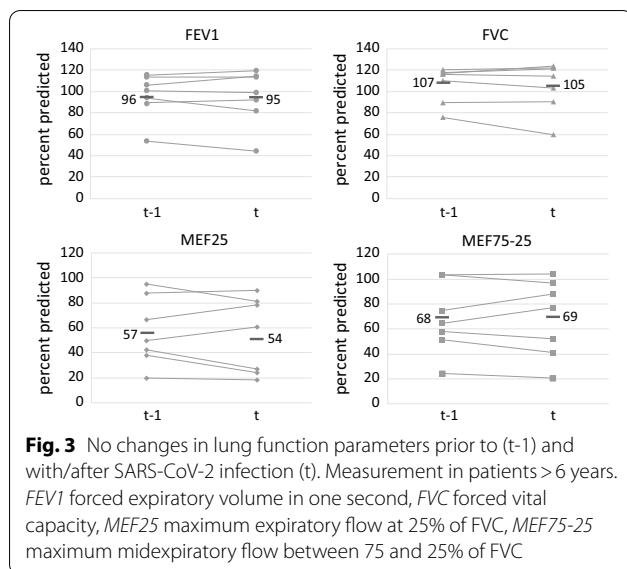 FEV1
percent predicted
140
120
100
80
60
40
20
0
96
95
t-1
t
FVC
percent predicted
140
120
100
80
60
40
20
0
107
105
t-1
t
MEF25
percent predicted
120
100
80
60
40
20
0
57
54
t-1
t
MEF75-25
percent predicted
120
100
80
60
40
20
0
68
69
t-1
t
Fig. 3 No changes in lung function parameters prior to (t-1) and
with/after SARS-CoV-2 infection (t). Measurement in patients > 6 years.
FEV1 forced expiratory volume in one second, FVC forced vital
capacity, MEF25 maximum expiratory flow at 25% of FVC, MEF75-25
maximum midexpiratory flow between 75 and 25% of FVC